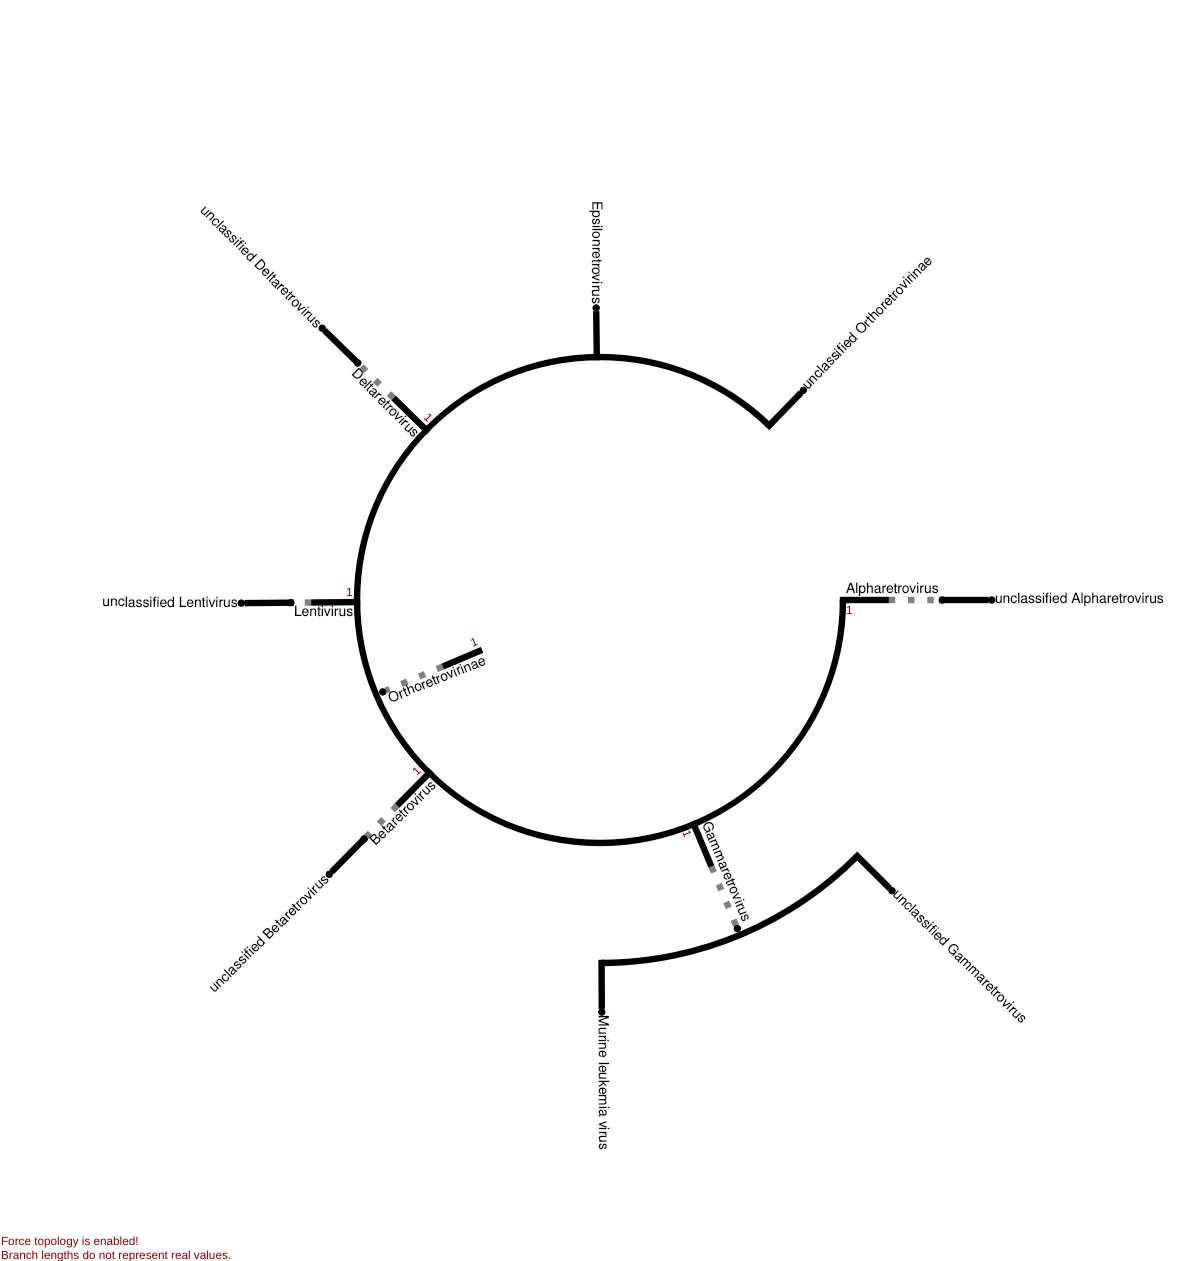 Epsilonretrovirus
unclassified Deltaretrovirus
unclassified Orthoretrovirinae
Deltaretrovirus
1
1
unclassified Lentivirus
Lentivirus
Alpharetrovirus
1
unclassified Alpharetrovirus
1
Orthoretrovirinae
1
Betaretrovirus
unclassified Betaretrovirus
1
Gammaretrovirus
unclassified Gammaretrovirus
Murine leukemia virus
Force topology is enabled!
Branch lengths do not represent real values.